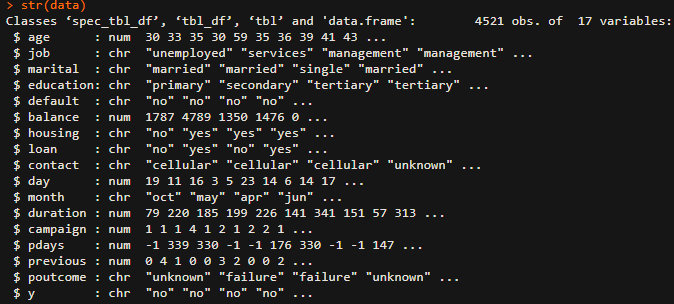 > str(data)
Classes ‘spec_tbl_df’, ‘tbl_df’, ‘tbl’ and 'data.frame':	4521 obs. of  17 variables:
 $ age      : num  30 33 35 30 59 35 36 39 41 43 ...
 $ job      : chr  "unemployed" "services" "management" "management" ...
 $ marital  : chr  "married" "married" "single" "married" ...
 $ education: chr  "primary" "secondary" "tertiary" "tertiary" ...
 $ default  : chr  "no" "no" "no" "no" ...
 $ balance  : num  1787 4789 1350 1476 0 ...
 $ housing  : chr  "no" "yes" "yes" "yes" ...
 $ loan     : chr  "no" "yes" "no" "yes" ...
 $ contact  : chr  "cellular" "cellular" "cellular" "unknown" ...
 $ day      : num  19 11 16 3 5 23 14 6 14 17 ...
 $ month    : chr  "oct" "may" "apr" "jun" ...
 $ duration : num  79 220 185 199 226 141 341 151 57 313 ...
 $ campaign : num  1 1 1 4 1 2 1 2 2 1 ...
 $ pdays    : num  -1 339 330 -1 -1 176 330 -1 -1 147 ...
 $ previous : num  0 4 1 0 0 3 2 0 0 2 ...
 $ poutcome : chr  "unknown" "failure" "failure" "unknown" ...
 $ y        : chr  "no" "no" "no" "no" ...